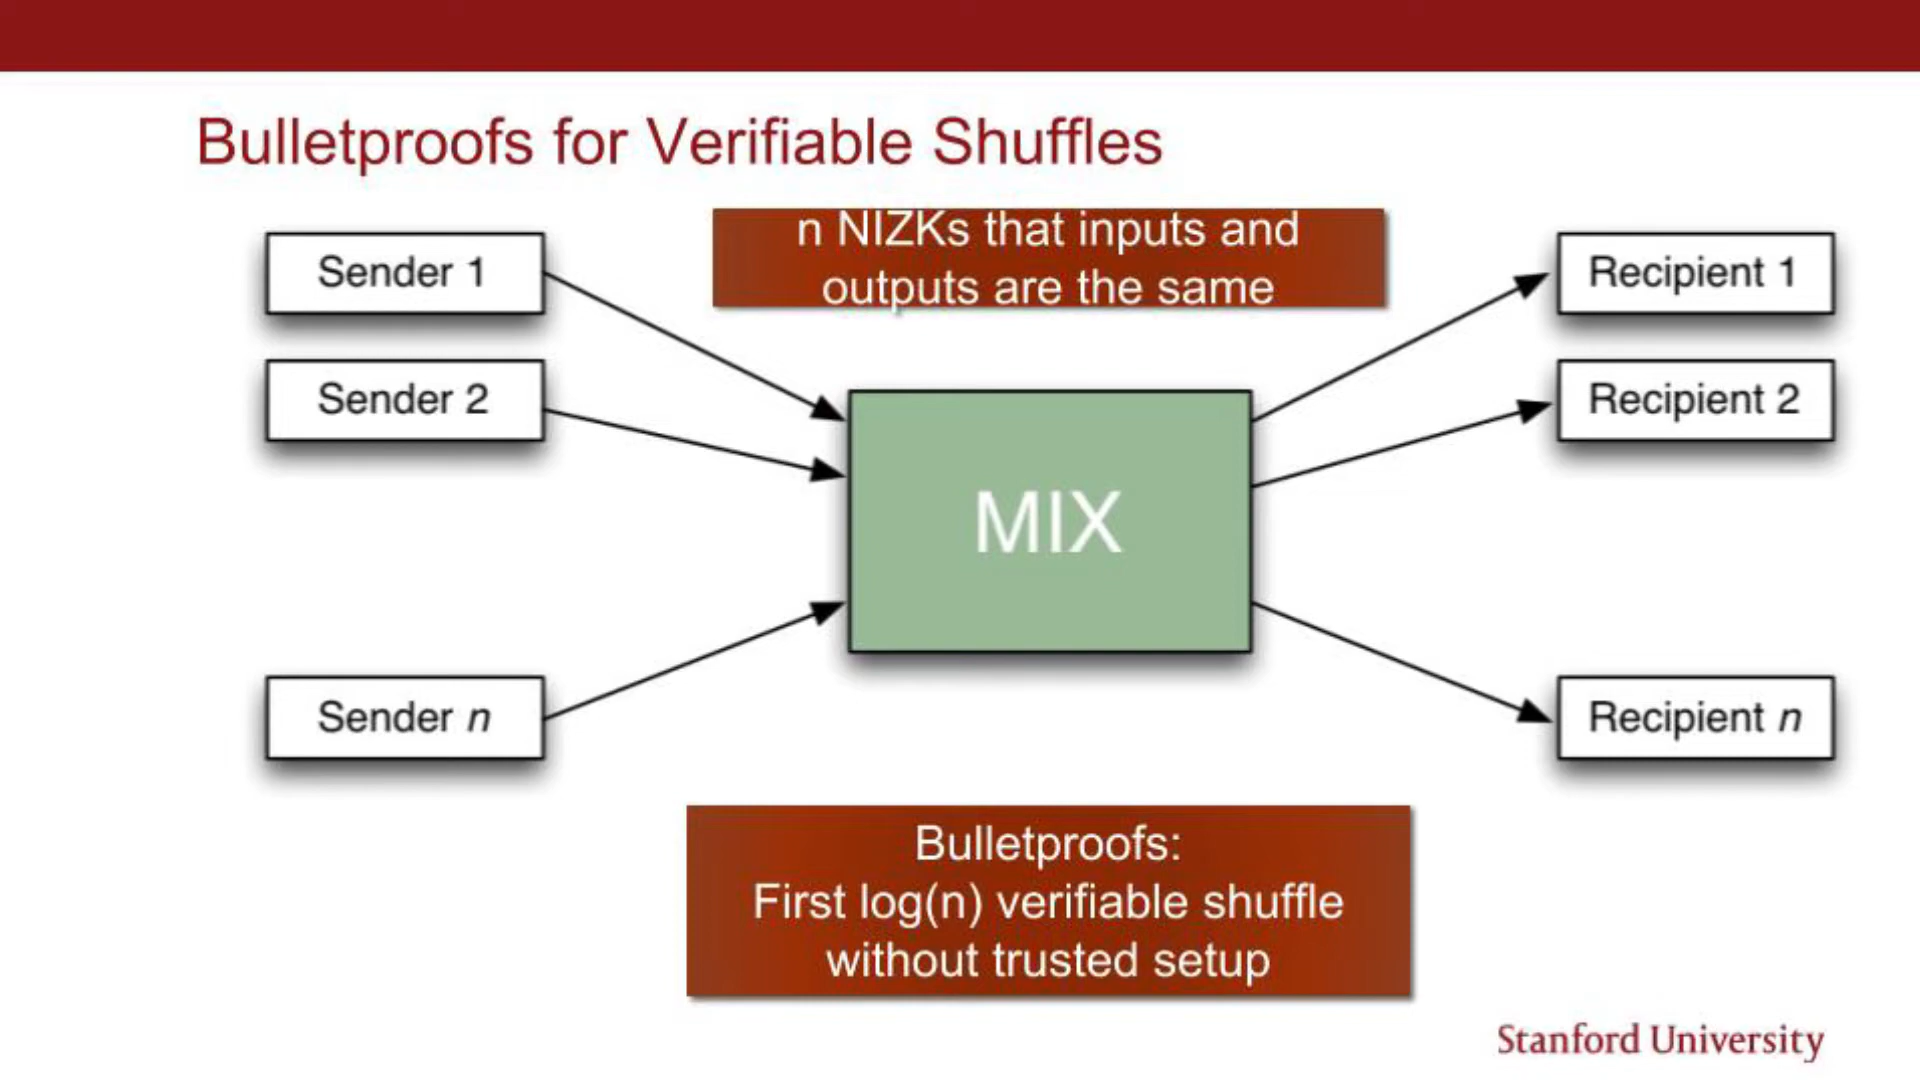 Bulletproofs for Verifiable Shuffles
n NIZKs that inputs and
outputs are the same
Sender 1
Recipient 1
Sender 2
Recipient 2
MIX
Sender n
Recipient n
Bulletproofs:
First log(n) verifiable shuffle
without trusted setup
Stanford University